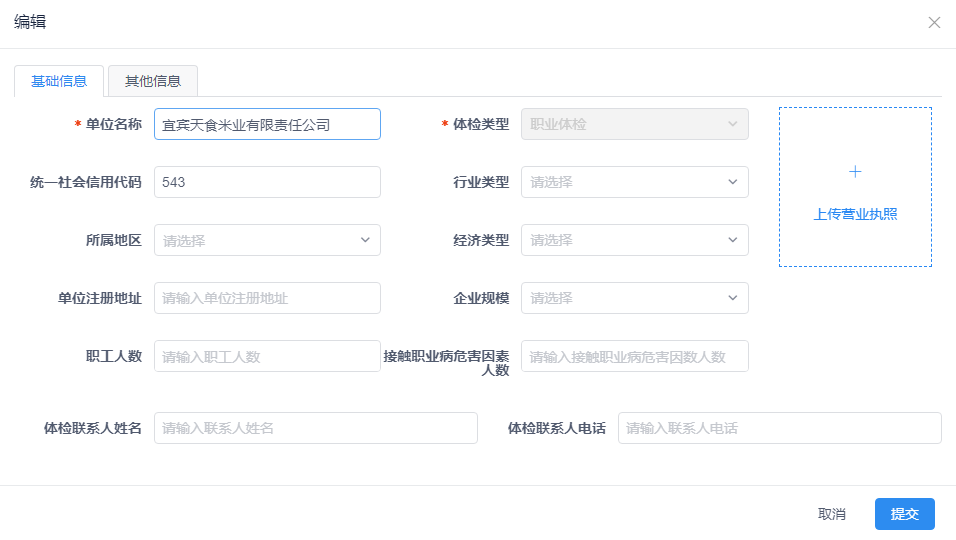 编辑
基础信息
其他信息
* 单位名称
宜宾天食米业有限责任公司
* 体检类型
职业体检
统一社会信用代码
543
行业类型
请选择
上传营业执照
所属地区
请选择
经济类型
请选择
单位注册地址
请输入单位注册地址
企业规模
请选择
职工人数
请输入职工人数
接触职业病危害因素
人数
请输入接触职业病危害因数人数
体检联系人姓名
请输入联系人姓名
体检联系人电话
请输入联系人电话
取消
提交